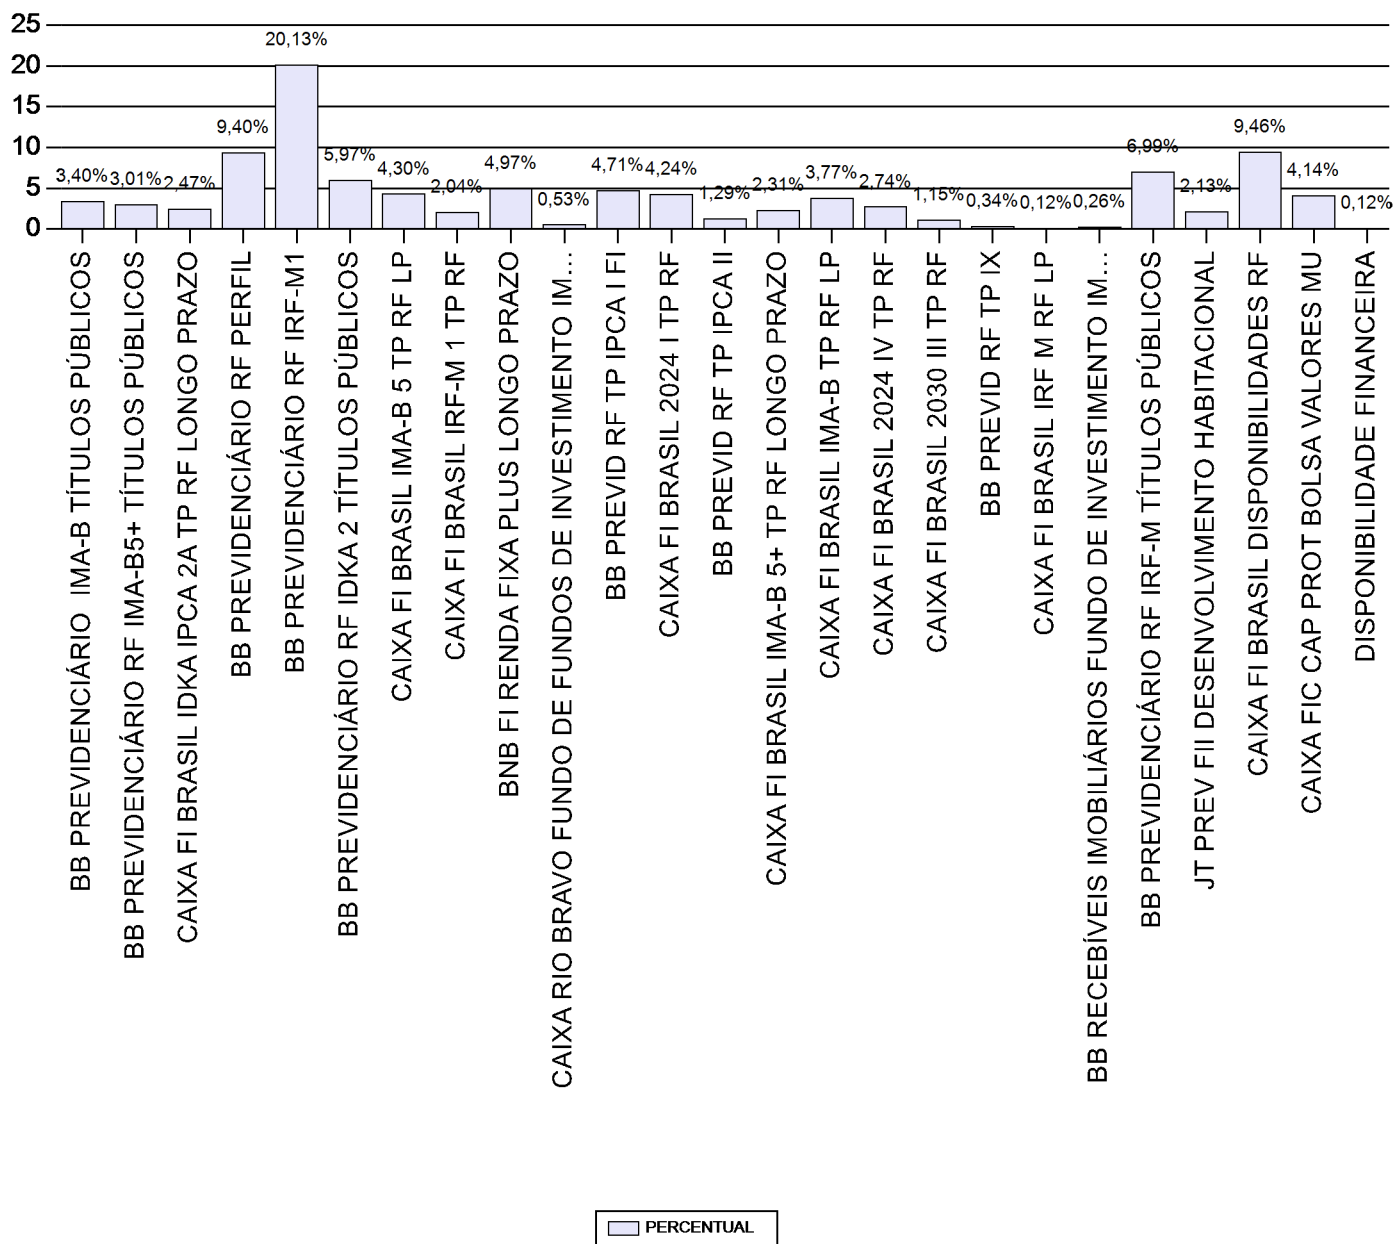 25
20
15
10
5
0
3,40%
3,01%
2,47%
9,40%
20,13%
5,97%
4,30%
2,04%
4,97%
0,53%
4,71%
4,24%
1,29%
2,31%
3,77%
2,74%
1,15%
0,34%
0,12%
0,26%
6,99%
2,13%
9,46%
4,14%
0,12%
BB PREVIDENCIÁRIO  IMA-B TÍTULOS PÚBLICOS
BB PREVIDENCIÁRIO RF IMA-B5+ TÍTULOS PÚBLICOS
CAIXA FI BRASIL IDKA IPCA 2A TP RF LONGO PRAZO
BB PREVIDENCIÁRIO RF PERFIL
BB PREVIDENCIÁRIO RF IRF-M1
BB PREVIDENCIÁRIO RF IDKA 2 TÍTULOS PÚBLICOS
CAIXA FI BRASIL IMA-B 5 TP RF LP
CAIXA FI BRASIL IRF-M 1 TP RF
BNB FI RENDA FIXA PLUS LONGO PRAZO
CAIXA RIO BRAVO FUNDO DE FUNDOS DE INVESTIMENTO IM...
BB PREVID RF TP IPCA I FI
CAIXA FI BRASIL 2024 I TP RF
BB PREVID RF TP IPCA II
CAIXA FI BRASIL IMA-B 5+ TP RF LONGO PRAZO
CAIXA FI BRASIL IMA-B TP RF LP
CAIXA FI BRASIL 2024 IV TP RF
CAIXA FI BRASIL 2030 III TP RF
BB PREVID RF TP IX
CAIXA FI BRASIL IRF M RF LP
BB RECEBÍVEIS IMOBILIÁRIOS FUNDO DE INVESTIMENTO IM...
BB PREVIDENCIÁRIO RF IRF-M TÍTULOS PÚBLICOS
JT PREV FII DESENVOLVIMENTO HABITACIONAL
CAIXA FI BRASIL DISPONIBILIDADES RF
CAIXA FIC CAP PROT BOLSA VALORES MU
DISPONIBILIDADE FINANCEIRA
PERCENTUAL